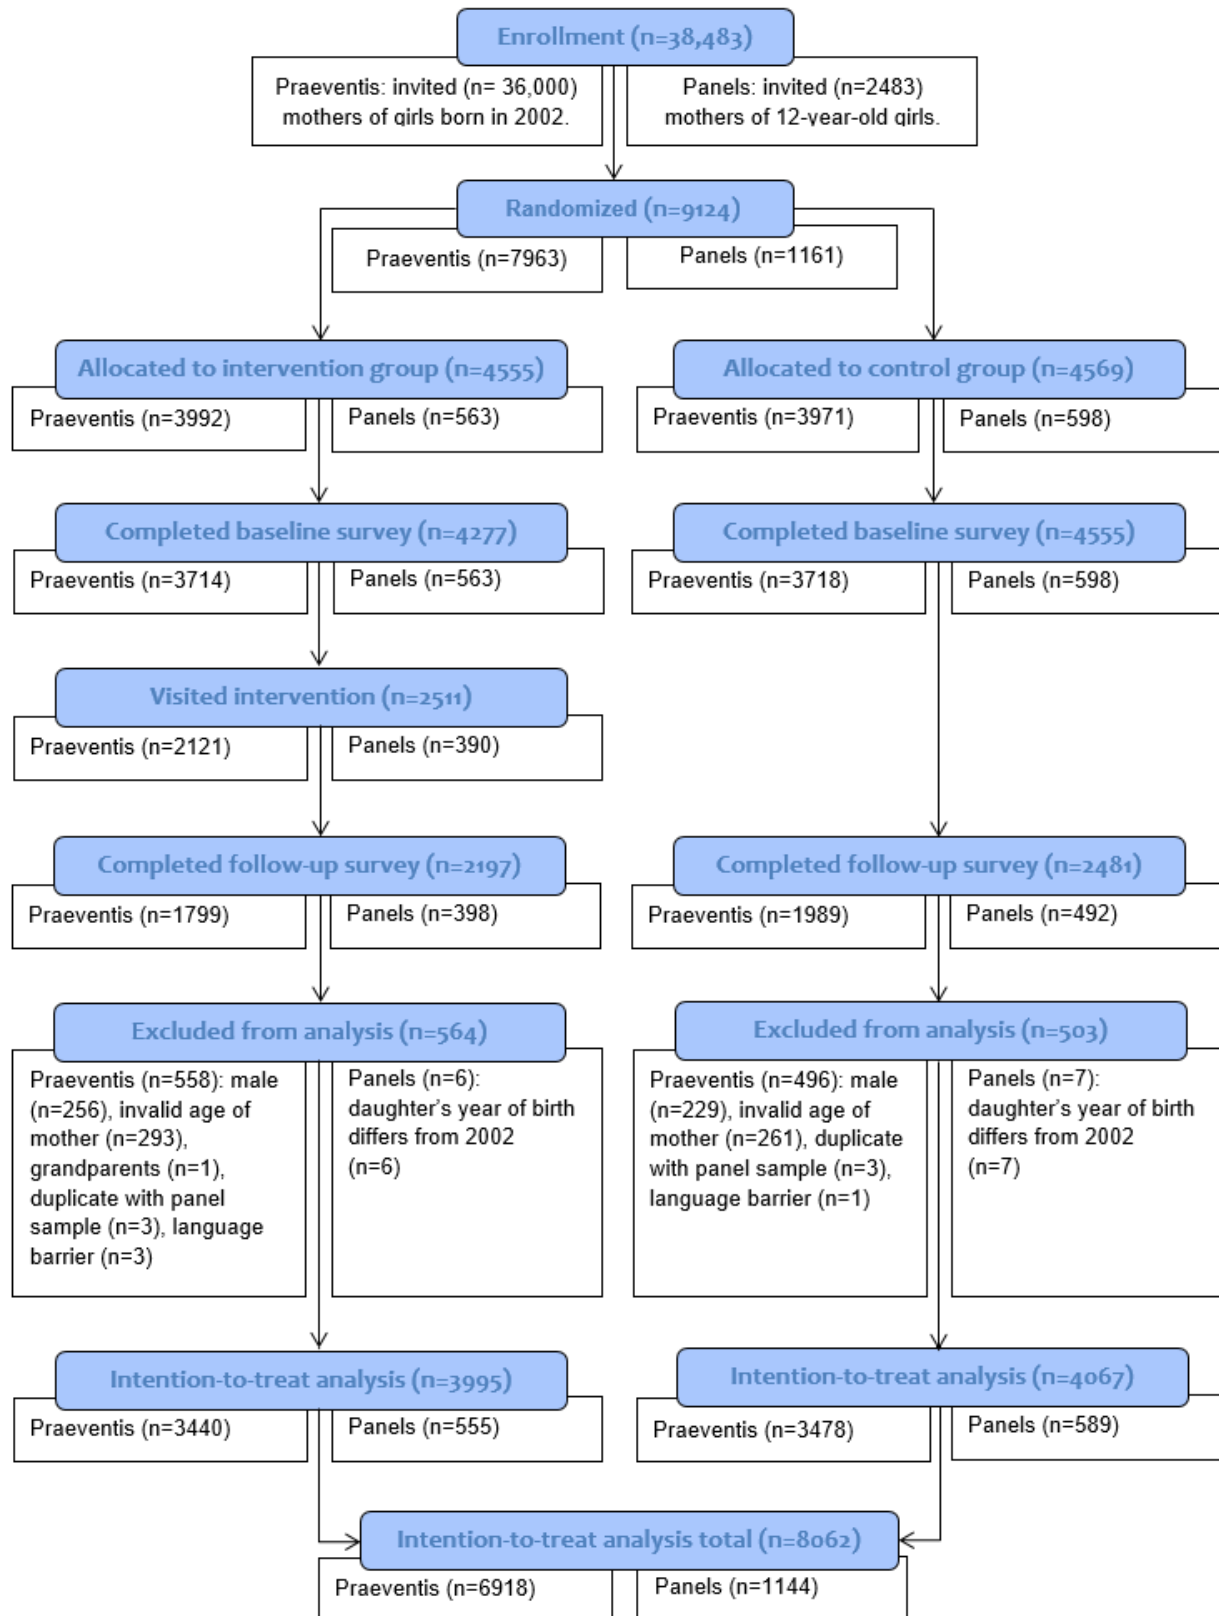 Enrollment (n=38,483)
Praeventis: invited (n= 36,000)
mothers of girls born in 2002.
Panels: invited (n=2483)
mothers of 12-year-old girls.
Randomized (n=9124)
Praeventis (n=7963)
Panels (n=1161)
Allocated to intervention group (n=4555)
Praeventis (n=3992)
Panels (n=563)
Allocated to control group (n=4569)
Praeventis (n=3971)
Panels (n=598)
Completed baseline survey (n=4277)
Praeventis (n=3714)
Panels (n=563)
Completed baseline survey (n=4555)
Praeventis (n=3718)
Panels (n=598)
Visited intervention (n=2511)
Praeventis (n=2121)
Panels (n=390)
Completed follow-up survey (n=2197)
Praeventis (n=1799)
Panels (n=398)
Completed follow-up survey (n=2481)
Praeventis (n=1989)
Panels (n=492)
Excluded from analysis (n=564)
Praeventis (n=558): male
(n=256), invalid age of
mother (n=293),
grandparents (n=1),
duplicate with panel
sample (n=3), language
barrier (n=3)
Panels (n=6):
daughter's year of birth
differs from 2002
(n=6)
Excluded from analysis (n=503)
Praeventis (n=496): male
(n=229), invalid age of
mother (n=261), duplicate
with panel sample (n=3),
language barrier (n=1)
Panels (n=7):
daughter's year of birth
differs from 2002
(n=7)
Intention-to-treat analysis (n=3995)
Praeventis (n=3440)
Panels (n=555)
Intention-to-treat analysis (n=4067)
Praeventis (n=3478)
Panels (n=589)
Intention-to-treat analysis total (n=8062)
Praeventis (n=6918)
Panels (n=1144)